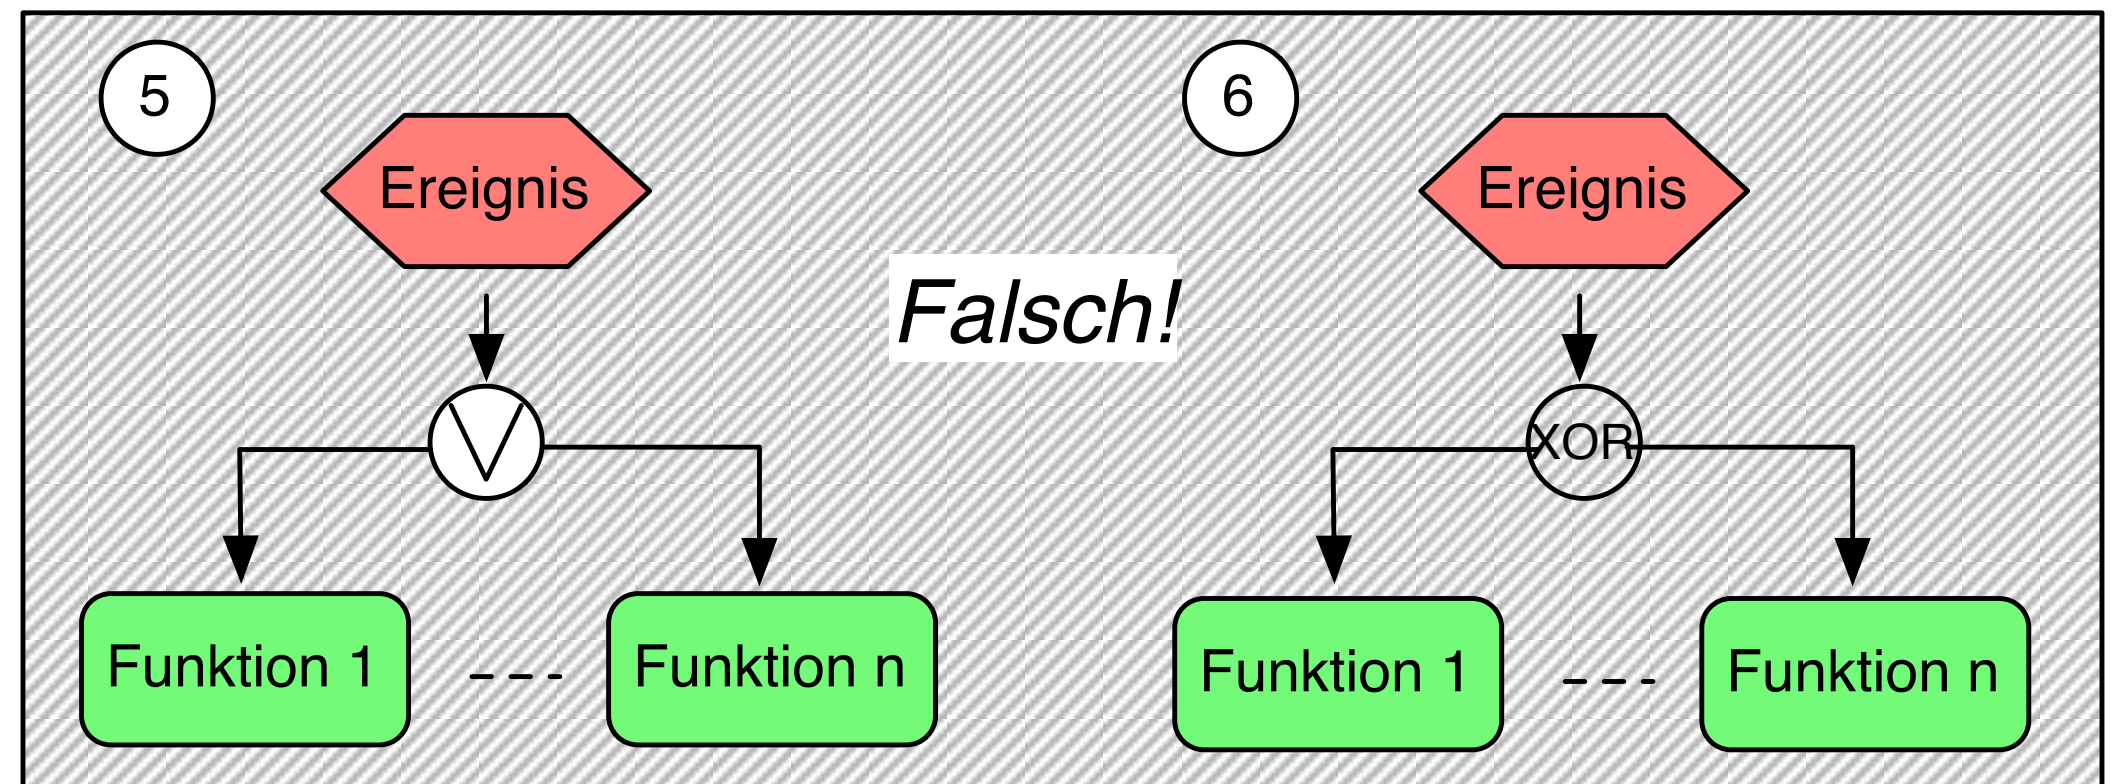 5
6
Ereignis
Ereignis
Falsch!
V
XOR
Funktion 1
Funktion n
Funktion 1
Funktion n